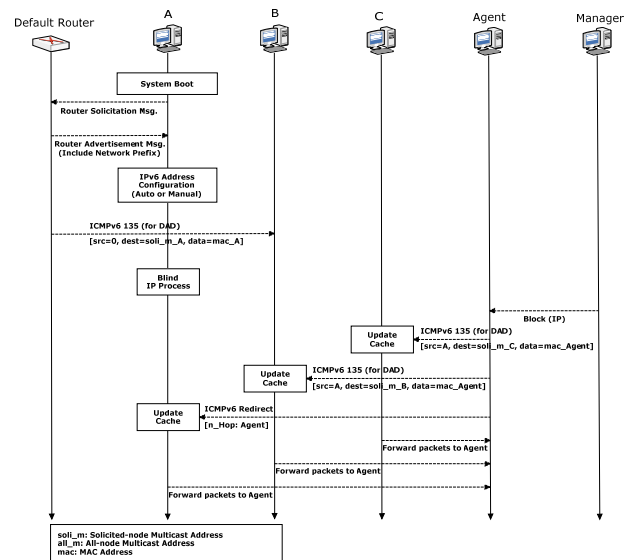 Default Router
A
B
C
Agent
Manager
System Boot
Router Solicitation Msg.
Router Advertisement Msg.
(Include Network Prefix)
IPv6 Address
Configuration
(Auto or Manual)
ICMPv6 135 (for DAD)
[src=0, dest=soli_m_A, data=mac_A]
Blind
IP Process
Block (IP)
Update
Cache
ICMPv6 135 (for DAD)
[src=A, dest=soli_m_C, data=mac_Agent]
Update
Cache
ICMPv6 135 (for DAD)
[src=A, dest=soli_m_B, data=mac_Agent]
Update
Cache
ICMPv6 Redirect
[n_Hop: Agent]
Forward packets to Agent
Forward packets to Agent
Forward packets to Agent
soli_m: Solicited-node Multicast Address
all_m: All-node Multicast Address
mac: MAC Address